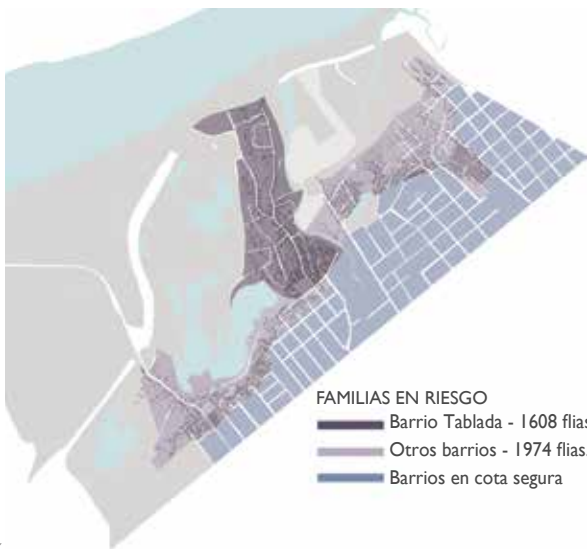 FAMILIAS EN RIESGO
Barrio Tablada - 1608 flias
Otros barrios - 1974 flias.
Barrios en cota segura